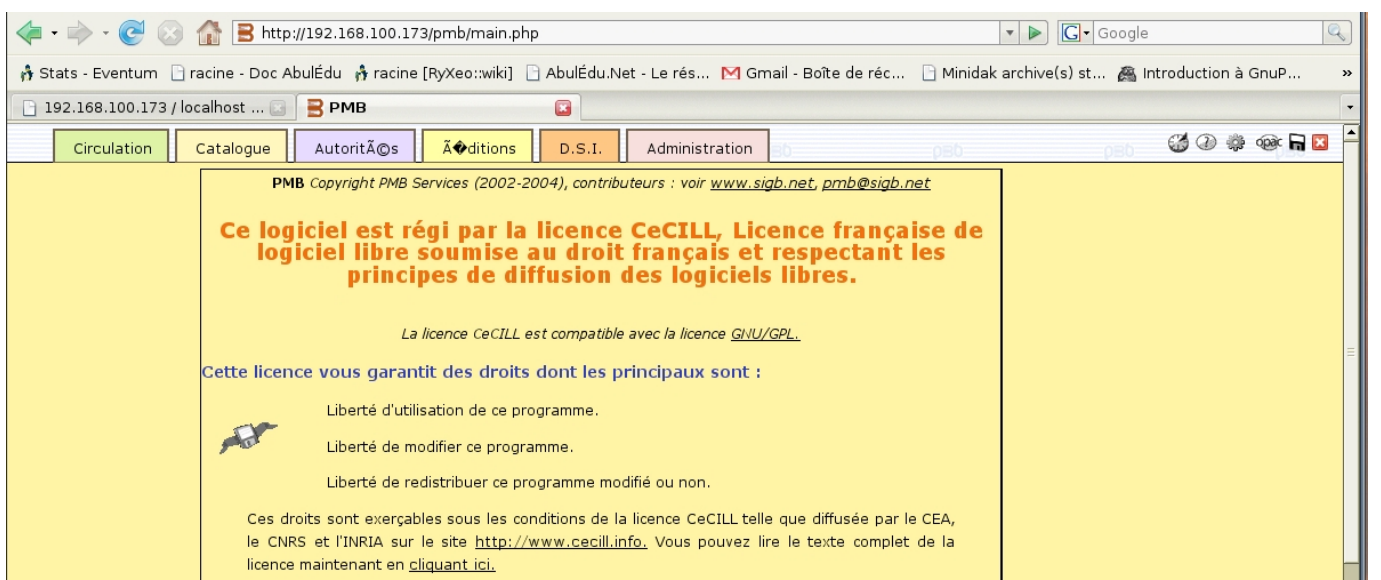 http://192.168.100.173/pmb/main.php
Google
Stats - Eventum racine - Doc AbulÉdu racine [RyXeo::wiki] AbulÉdu.Net - Le rés... Gmail - Boîte de réc... Minidak archive(s) st... Introduction à GnuP... »
192.168.100.173 / localhost ... PMB
Circulation Catalogue AutoritÃ©s Ã�ditions D.S.I. Administration opac
PMB Copyright PMB Services (2002-2004), contributeurs : voir www.sigb.net, pmb@sigb.net
Ce logiciel est régi par la licence CeCILL, Licence française de
logiciel libre soumise au droit français et respectant les
principes de diffusion des logiciels libres.
La licence CeCILL est compatible avec la licence GNU/GPL.
Cette licence vous garantit des droits dont les principaux sont :
Liberté d'utilisation de ce programme.
Liberté de modifier ce programme.
Liberté de redistribuer ce programme modifié ou non.
Ces droits sont exerçables sous les conditions de la licence CeCILL telle que diffusée par le CEA,
le CNRS et l'INRIA sur le site http://www.cecill.info. Vous pouvez lire le texte complet de la
licence maintenant en cliquant ici.